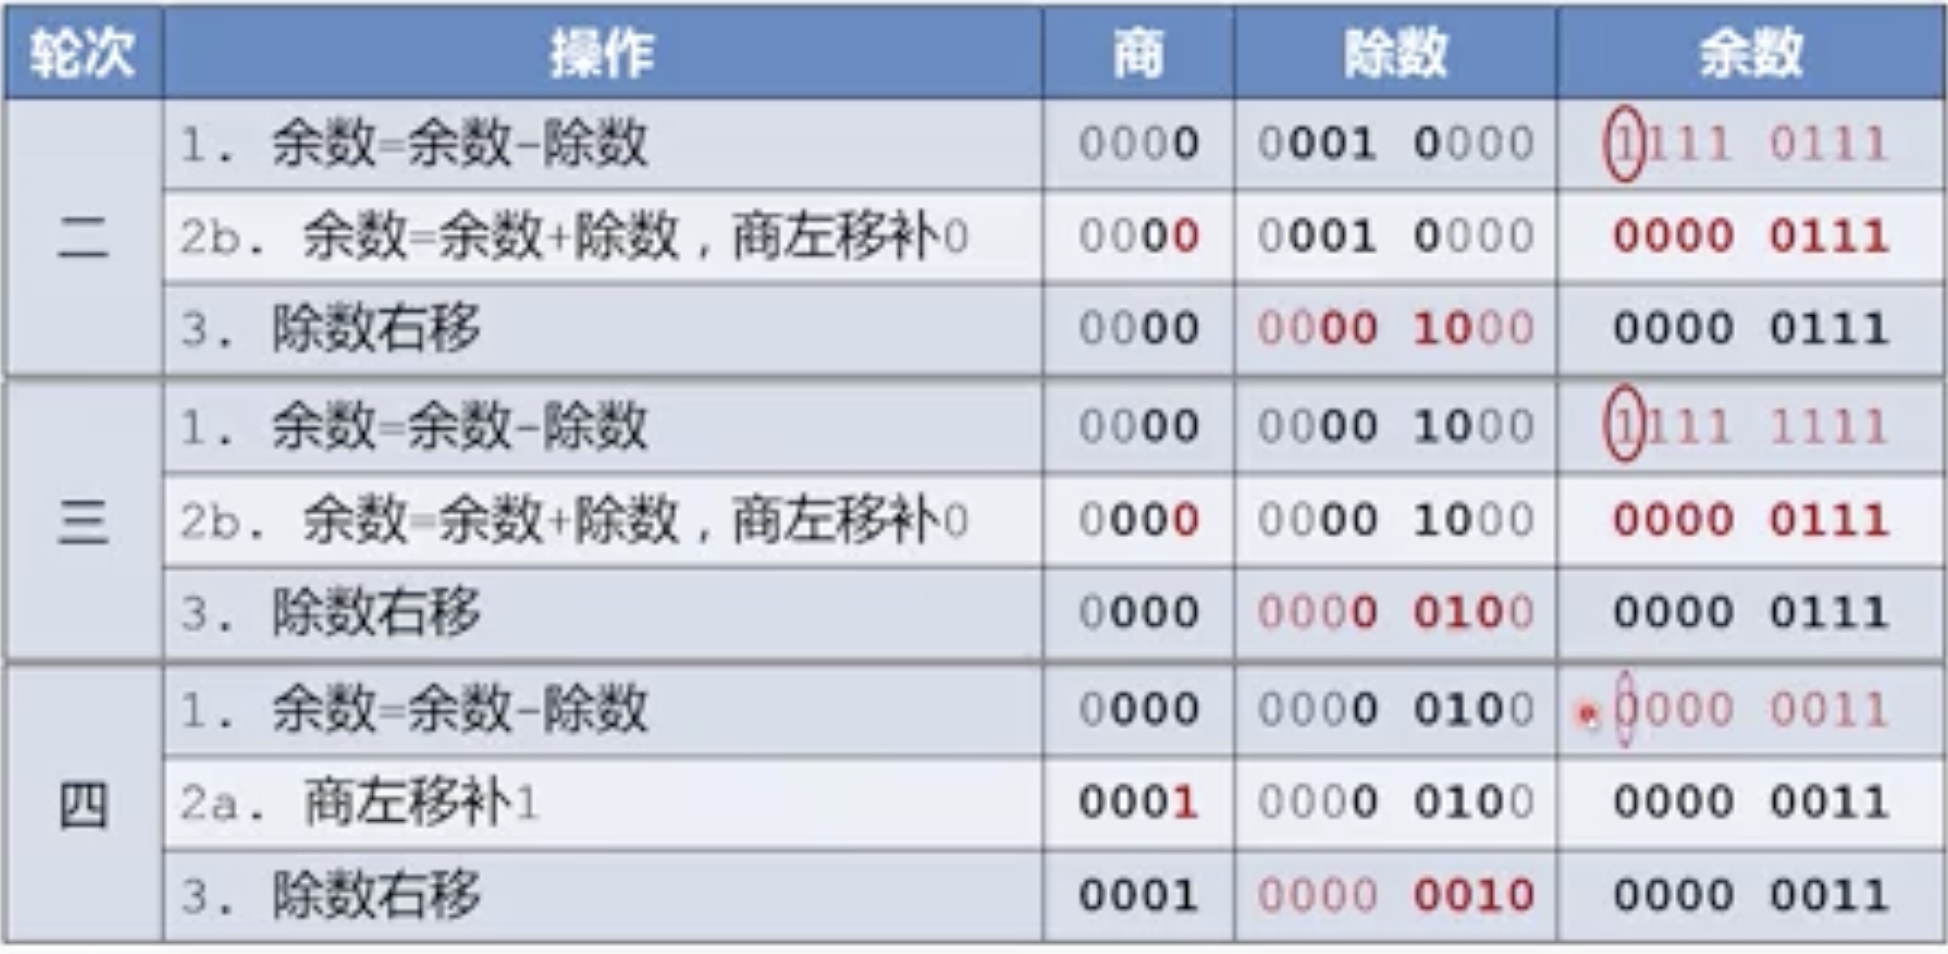 轮次 操作 商 除数 余数
二 1. 余数=余数-除数 0000 0001 0000 1111 0111
2b. 余数=余数+除数，商左移补0 0000 0001 0000 0000 0111
3. 除数右移 0000 0000 1000 0000 0111
三 1. 余数=余数-除数 0000 0000 1000 1111 1111
2b. 余数=余数+除数，商左移补0 0000 0000 1000 0000 0111
3. 除数右移 0000 0000 0100 0000 0111
四 1. 余数=余数-除数 0000 0000 0100 0000 0011
2a. 商左移补1 0001 0000 0100 0000 0011
3. 除数右移 0001 0000 0010 0000 0011